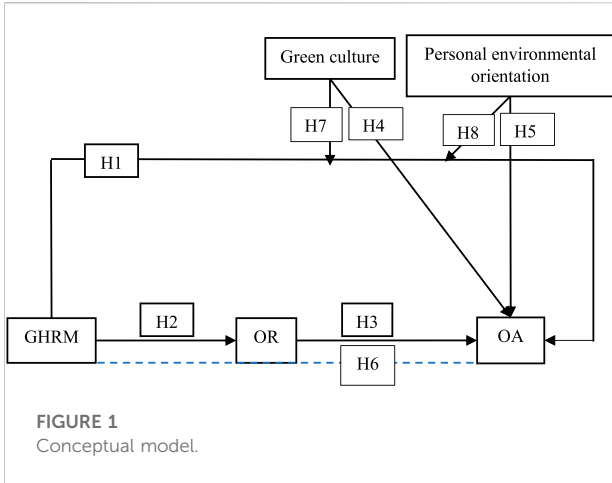 Green culture
Personal environmental
orientation
H7
H4
H8
H5
H1
H2
H3
GHRM
OR
OA
H6
FIGURE 1
Conceptual model.